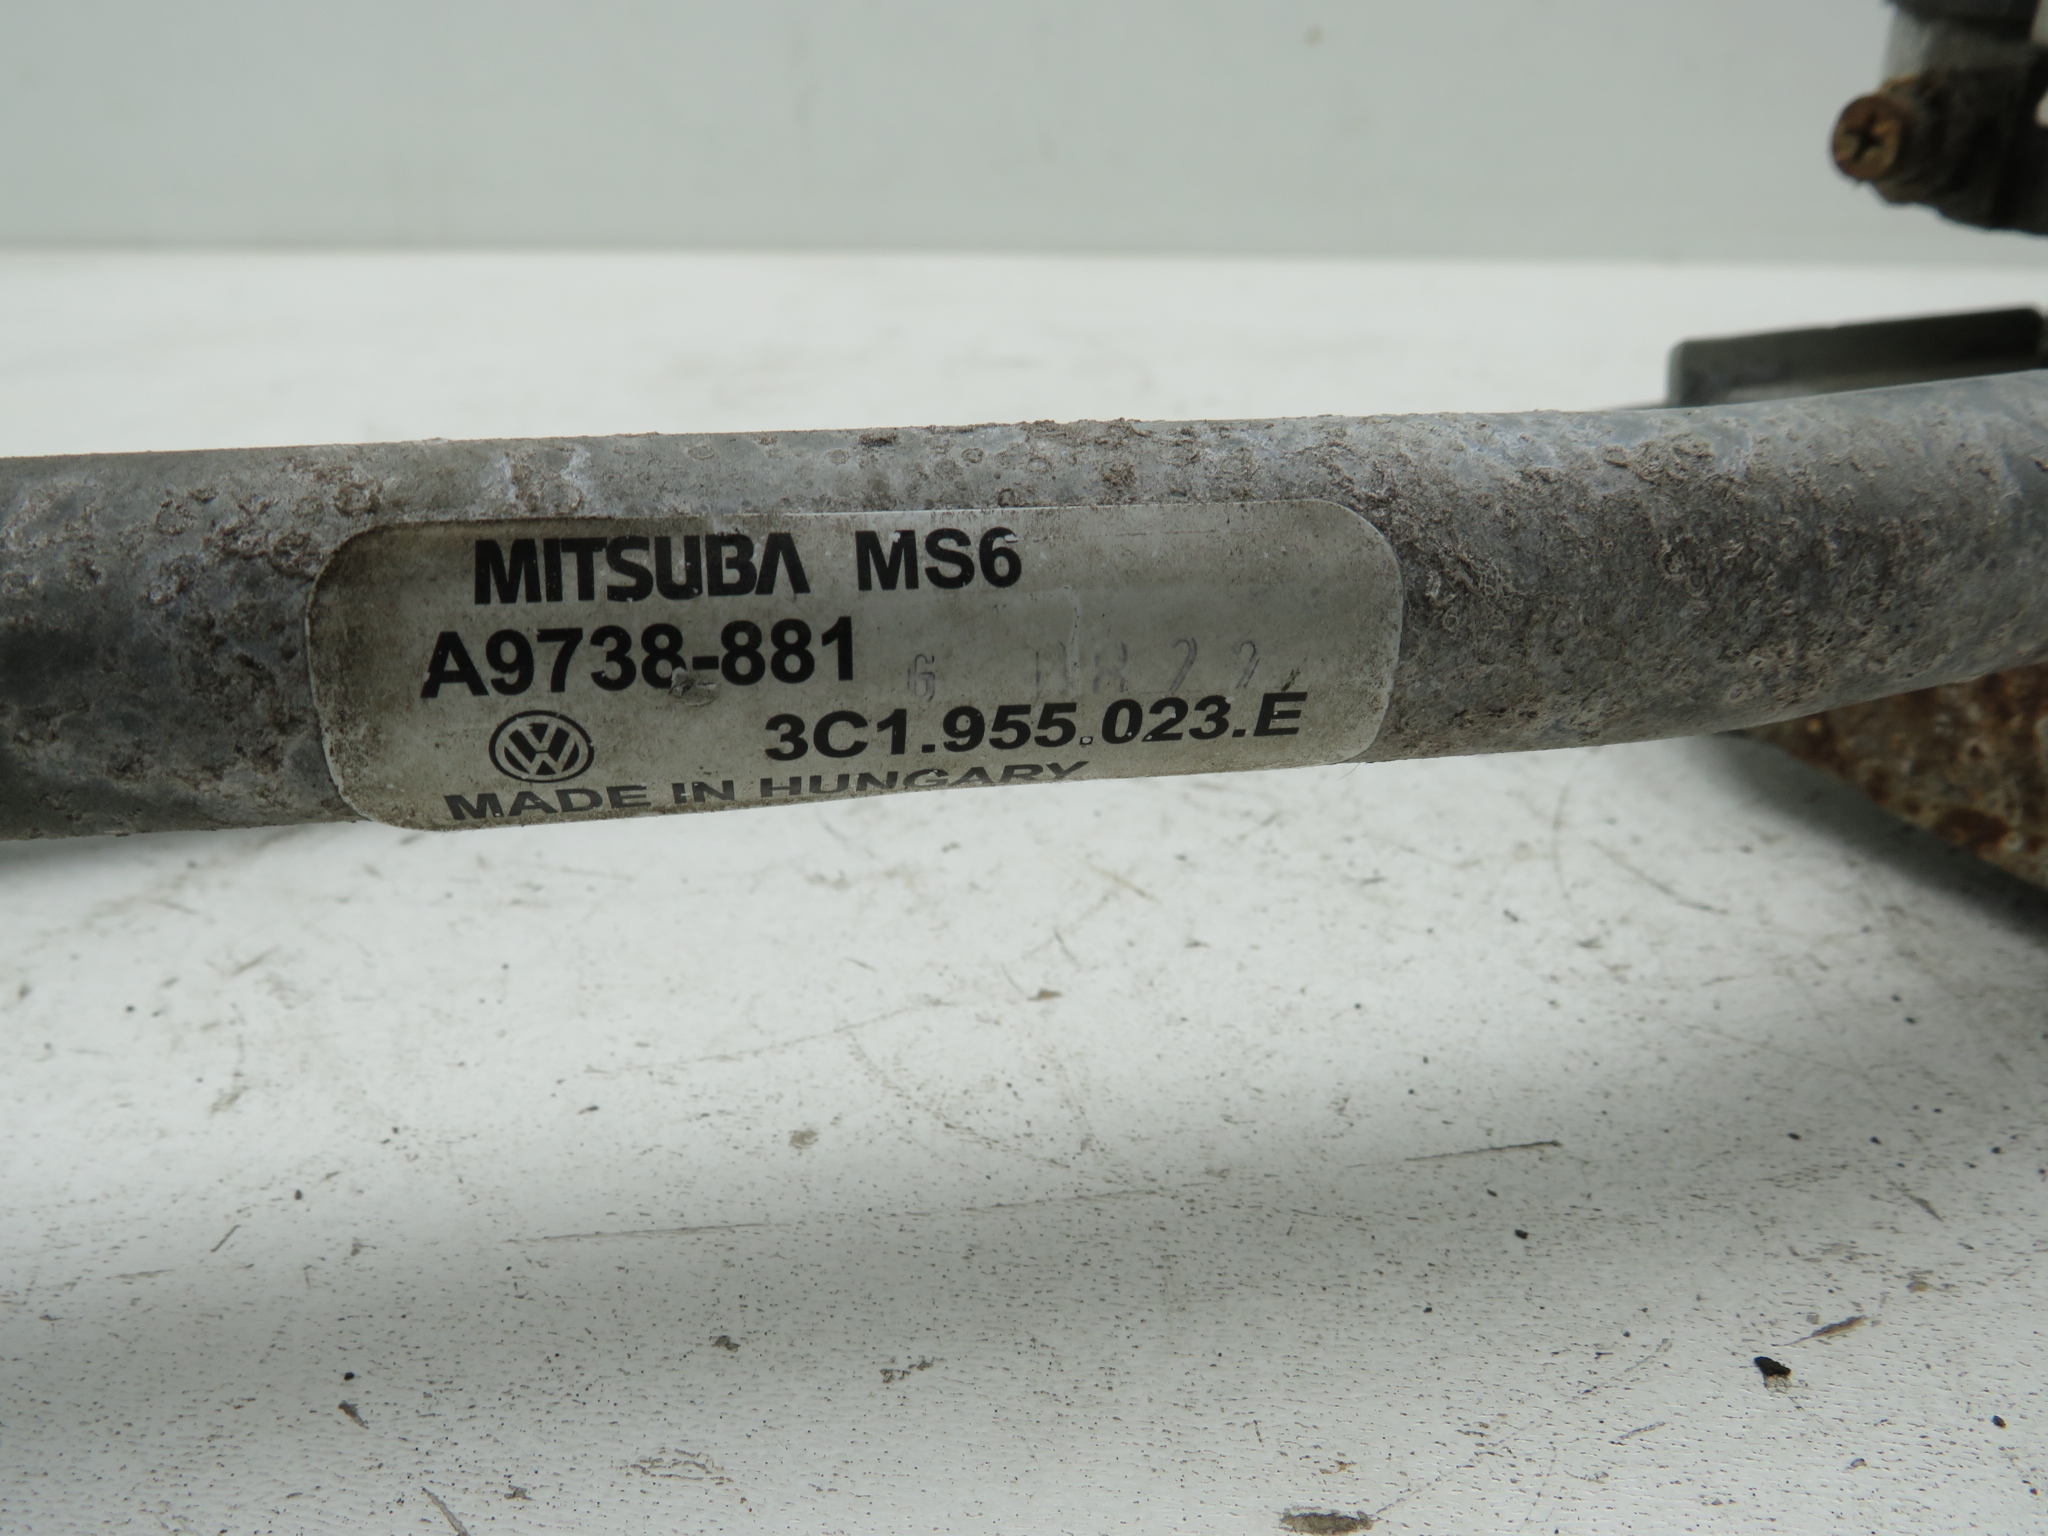 MITSUBA MS6
A9738-881
3C1.955.023.E
MADE IN HUNGARY